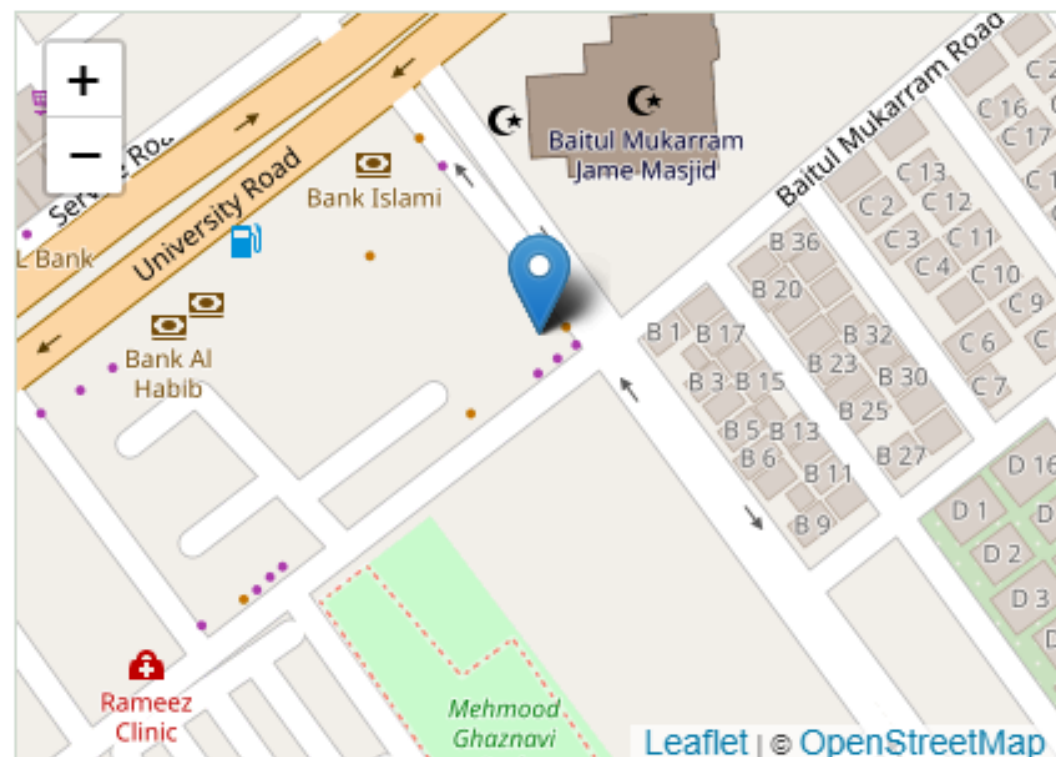 +
−
Service Roa
University Road
Bank Islami
Baitul Mukarram
Jame Masjid
Baitul Mukarram Road
L Bank
Bank Al
Habib
C 16
C 17
C 13
C 2
C 12
C 3
C 11
C 4
C 10
C 9
C 6
C 7
B 36
B 20
B 1
B 17
B 32
B 23
B 3
B 15
B 30
B 25
B 5
B 13
B 6
B 27
B 11
B 9
D 16
D 1
D 2
D 3
Rameez
Clinic
Mehmood
Ghaznavi
Leaflet | © OpenStreetMap